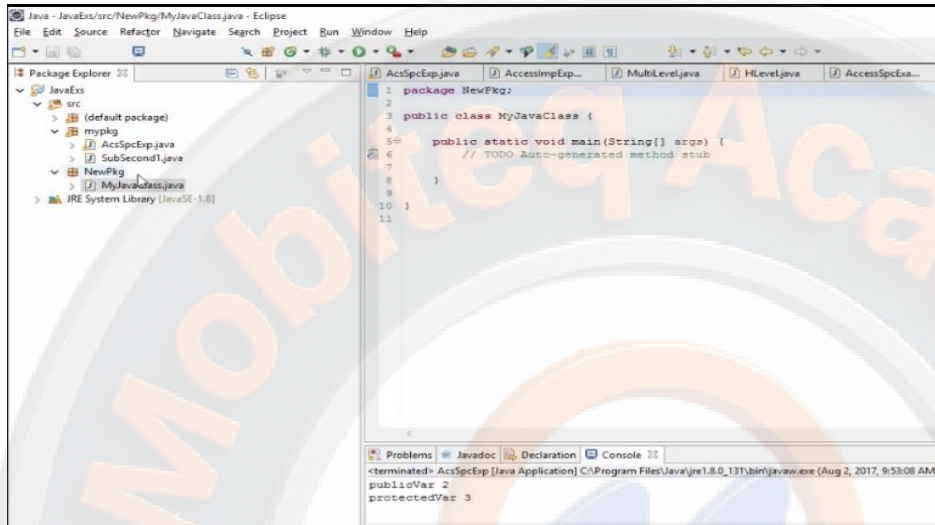 Java - JavaExs/src/NewPkg/MyJavaClass.java - Eclipse
File Edit Source Refactor Navigate Search Project Run Window Help
Package Explorer
JavaExs
src
(default package)
mypkg
AcsSpcExp.java
SubSecond1.java
NewPkg
MyJavaClass.java
JRE System Library [JavaSE-1.8]
AcsSpcExp.java AccessImpExp... MultiLevel.java HLevel.java AccessSpcExa...
1 package NewPkg;
2
3 public class MyJavaClass {
4
5 public static void main(String[] args) {
6 // TODO Auto-generated method stub
7
8 }
9
10 }
11
Problems Javadoc Declaration Console
<terminated> AcsSpcExp [Java Application] C:\Program Files\Java\jre1.8.0_131\bin\javaw.exe (Aug 2, 2017, 9:53:08 AM
publicVar 2
protectedVar 3
Mobiteq Aca